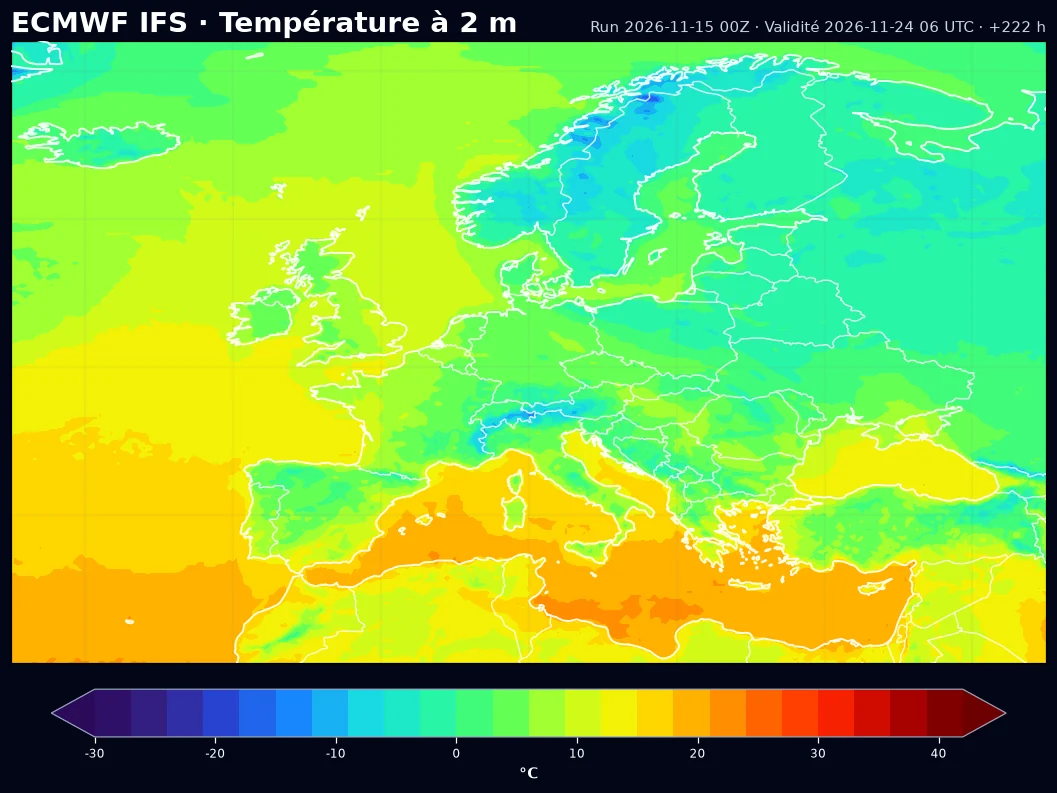 ECMWF IFS · Température à 2 m
Run 2026-11-15 00Z · Validité 2026-11-24 06 UTC · +222 h
-30 -20 -10 0 10 20 30 40
°C